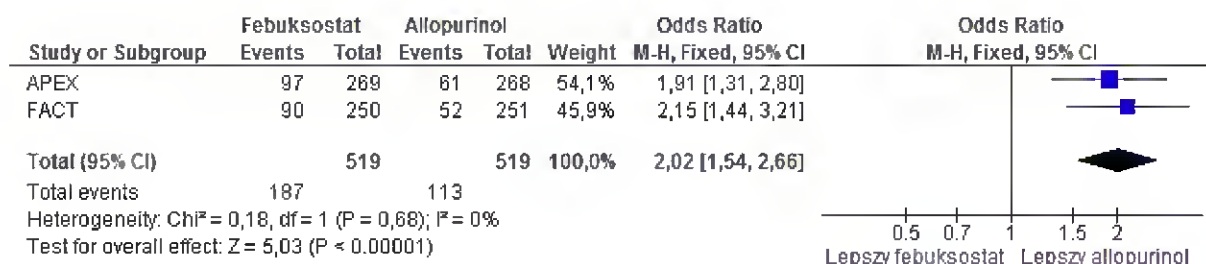 Febuksostat Allopurinol Odds Ratio Odds Ratio
Study or Subgroup Events Total Events Total Weight M-H, Fixed, 95% CI M-H, Fixed, 95% CI
APEX 97 269 61 268 54,1% 1,91 [1,31, 2,80]
FACT 90 250 52 251 45,9% 2,15 [1,44, 3,21]
Total (95% CI) 519 519 100,0% 2,02 [1,54, 2,66]
Total events 187 113
Heterogeneity: Chi² = 0,18, df = 1 (P = 0,68); I² = 0%
Test for overall effect: Z = 5,03 (P < 0.00001)
0.5 0.7 1 1.5 2
Lepszy febuksostat Lepszy allopurinol